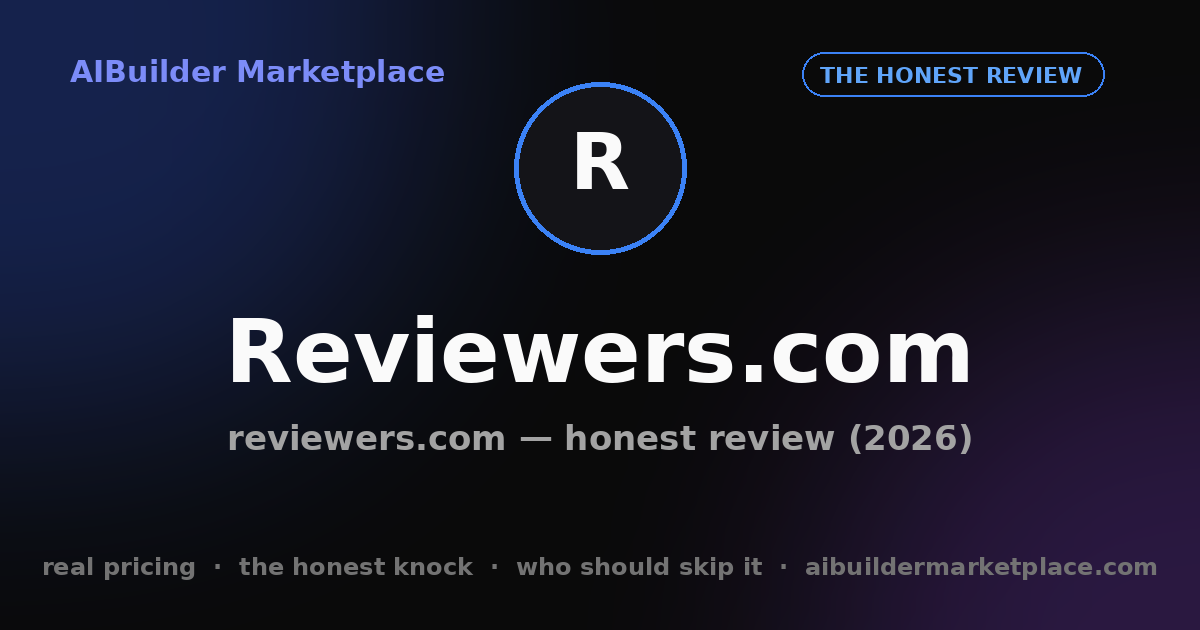 AIBuilder Marketplace
THE HONEST REVIEW
R
Reviewers.com
reviewers.com — honest review (2026)
real pricing · the honest knock · who should skip it · aibuildermarketplace.com